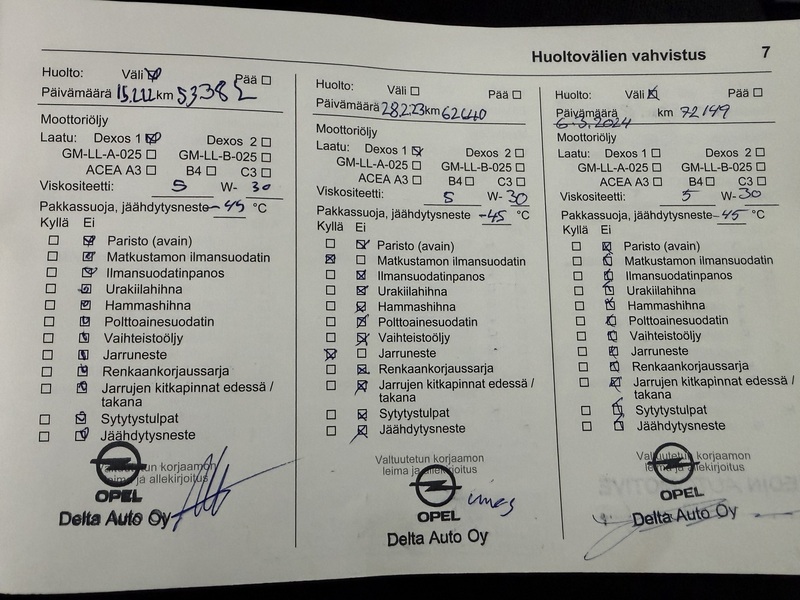 Huoltovälien vahvistus 7
Huolto: Väli ☑ Pää ☐
Päivämäärä 15.2.22 km 53382
Moottoriöljy
Laatu: Dexos 1 ☑ Dexos 2 ☐
GM-LL-A-025 ☐ GM-LL-B-025 ☐
ACEA A3 ☐ B4 ☐ C3 ☐
Viskositeetti: 5 W- 30
Pakkassuoja, jäähdytysneste -45 °C
Kyllä Ei
☐ ☑ Paristo (avain)
☐ ☑ Matkustamon ilmansuodatin
☐ ☑ Ilmansuodatinpanos
☐ ☑ Urakiilahihna
☐ ☑ Hammashihna
☐ ☑ Polttoainesuodatin
☐ ☑ Vaihteistoöljy
☐ ☑ Jarruneste
☐ ☑ Renkaankorjaussarja
☐ ☑ Jarrujen kitkapinnat edessä /
takana
☐ ☑ Sytytystulpat
☐ ☑ Jäähdytysneste
Valtuutetun korjaamon
leima ja allekirjoitus
OPEL
Delta Auto Oy
Huolto: Väli ☐ Pää ☐
Päivämäärä 28.2.23 km 62440
Moottoriöljy
Laatu: Dexos 1 ☑ Dexos 2 ☐
GM-LL-A-025 ☐ GM-LL-B-025 ☐
ACEA A3 ☐ B4 ☐ C3 ☐
Viskositeetti: 5 W- 30
Pakkassuoja, jäähdytysneste -45 °C
Kyllä Ei
☐ ☑ Paristo (avain)
☒ ☐ Matkustamon ilmansuodatin
☐ ☒ Ilmansuodatinpanos
☐ ☒ Urakiilahihna
☐ ☒ Hammashihna
☐ ☒ Polttoainesuodatin
☐ ☒ Vaihteistoöljy
☒ ☐ Jarruneste
☐ ☒ Renkaankorjaussarja
☐ ☒ Jarrujen kitkapinnat edessä /
takana
☐ ☒ Sytytystulpat
☐ ☒ Jäähdytysneste
Valtuutetun korjaamon
leima ja allekirjoitus
OPEL
Delta Auto Oy
Huolto: Väli ☒ Pää ☐
Päivämäärä km 72149
6.3.2024
Moottoriöljy
Laatu: Dexos 1 ☐ Dexos 2 ☐
GM-LL-A-025 ☐ GM-LL-B-025 ☐
ACEA A3 ☐ B4 ☐ C3 ☐
Viskositeetti: 5 W- 30
Pakkassuoja, jäähdytysneste -45 °C
Kyllä Ei
☐ ☒ Paristo (avain)
☐ ☑ Matkustamon ilmansuodatin
☐ ☑ Ilmansuodatinpanos
☐ ☑ Urakiilahihna
☐ ☑ Hammashihna
☐ ☑ Polttoainesuodatin
☐ ☑ Vaihteistoöljy
☐ ☑ Jarruneste
☐ ☑ Renkaankorjaussarja
☐ ☑ Jarrujen kitkapinnat edessä /
takana
☐ ☑ Sytytystulpat
☐ ☑ Jäähdytysneste
Valtuutetun korjaamon
leima ja allekirjoitus
OPEL
Delta Auto Oy